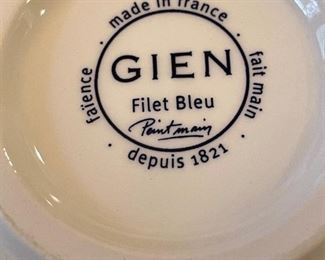 made in france
GIEN
Filet Bleu
Peint main
faïence · fait main
· depuis 1821 ·